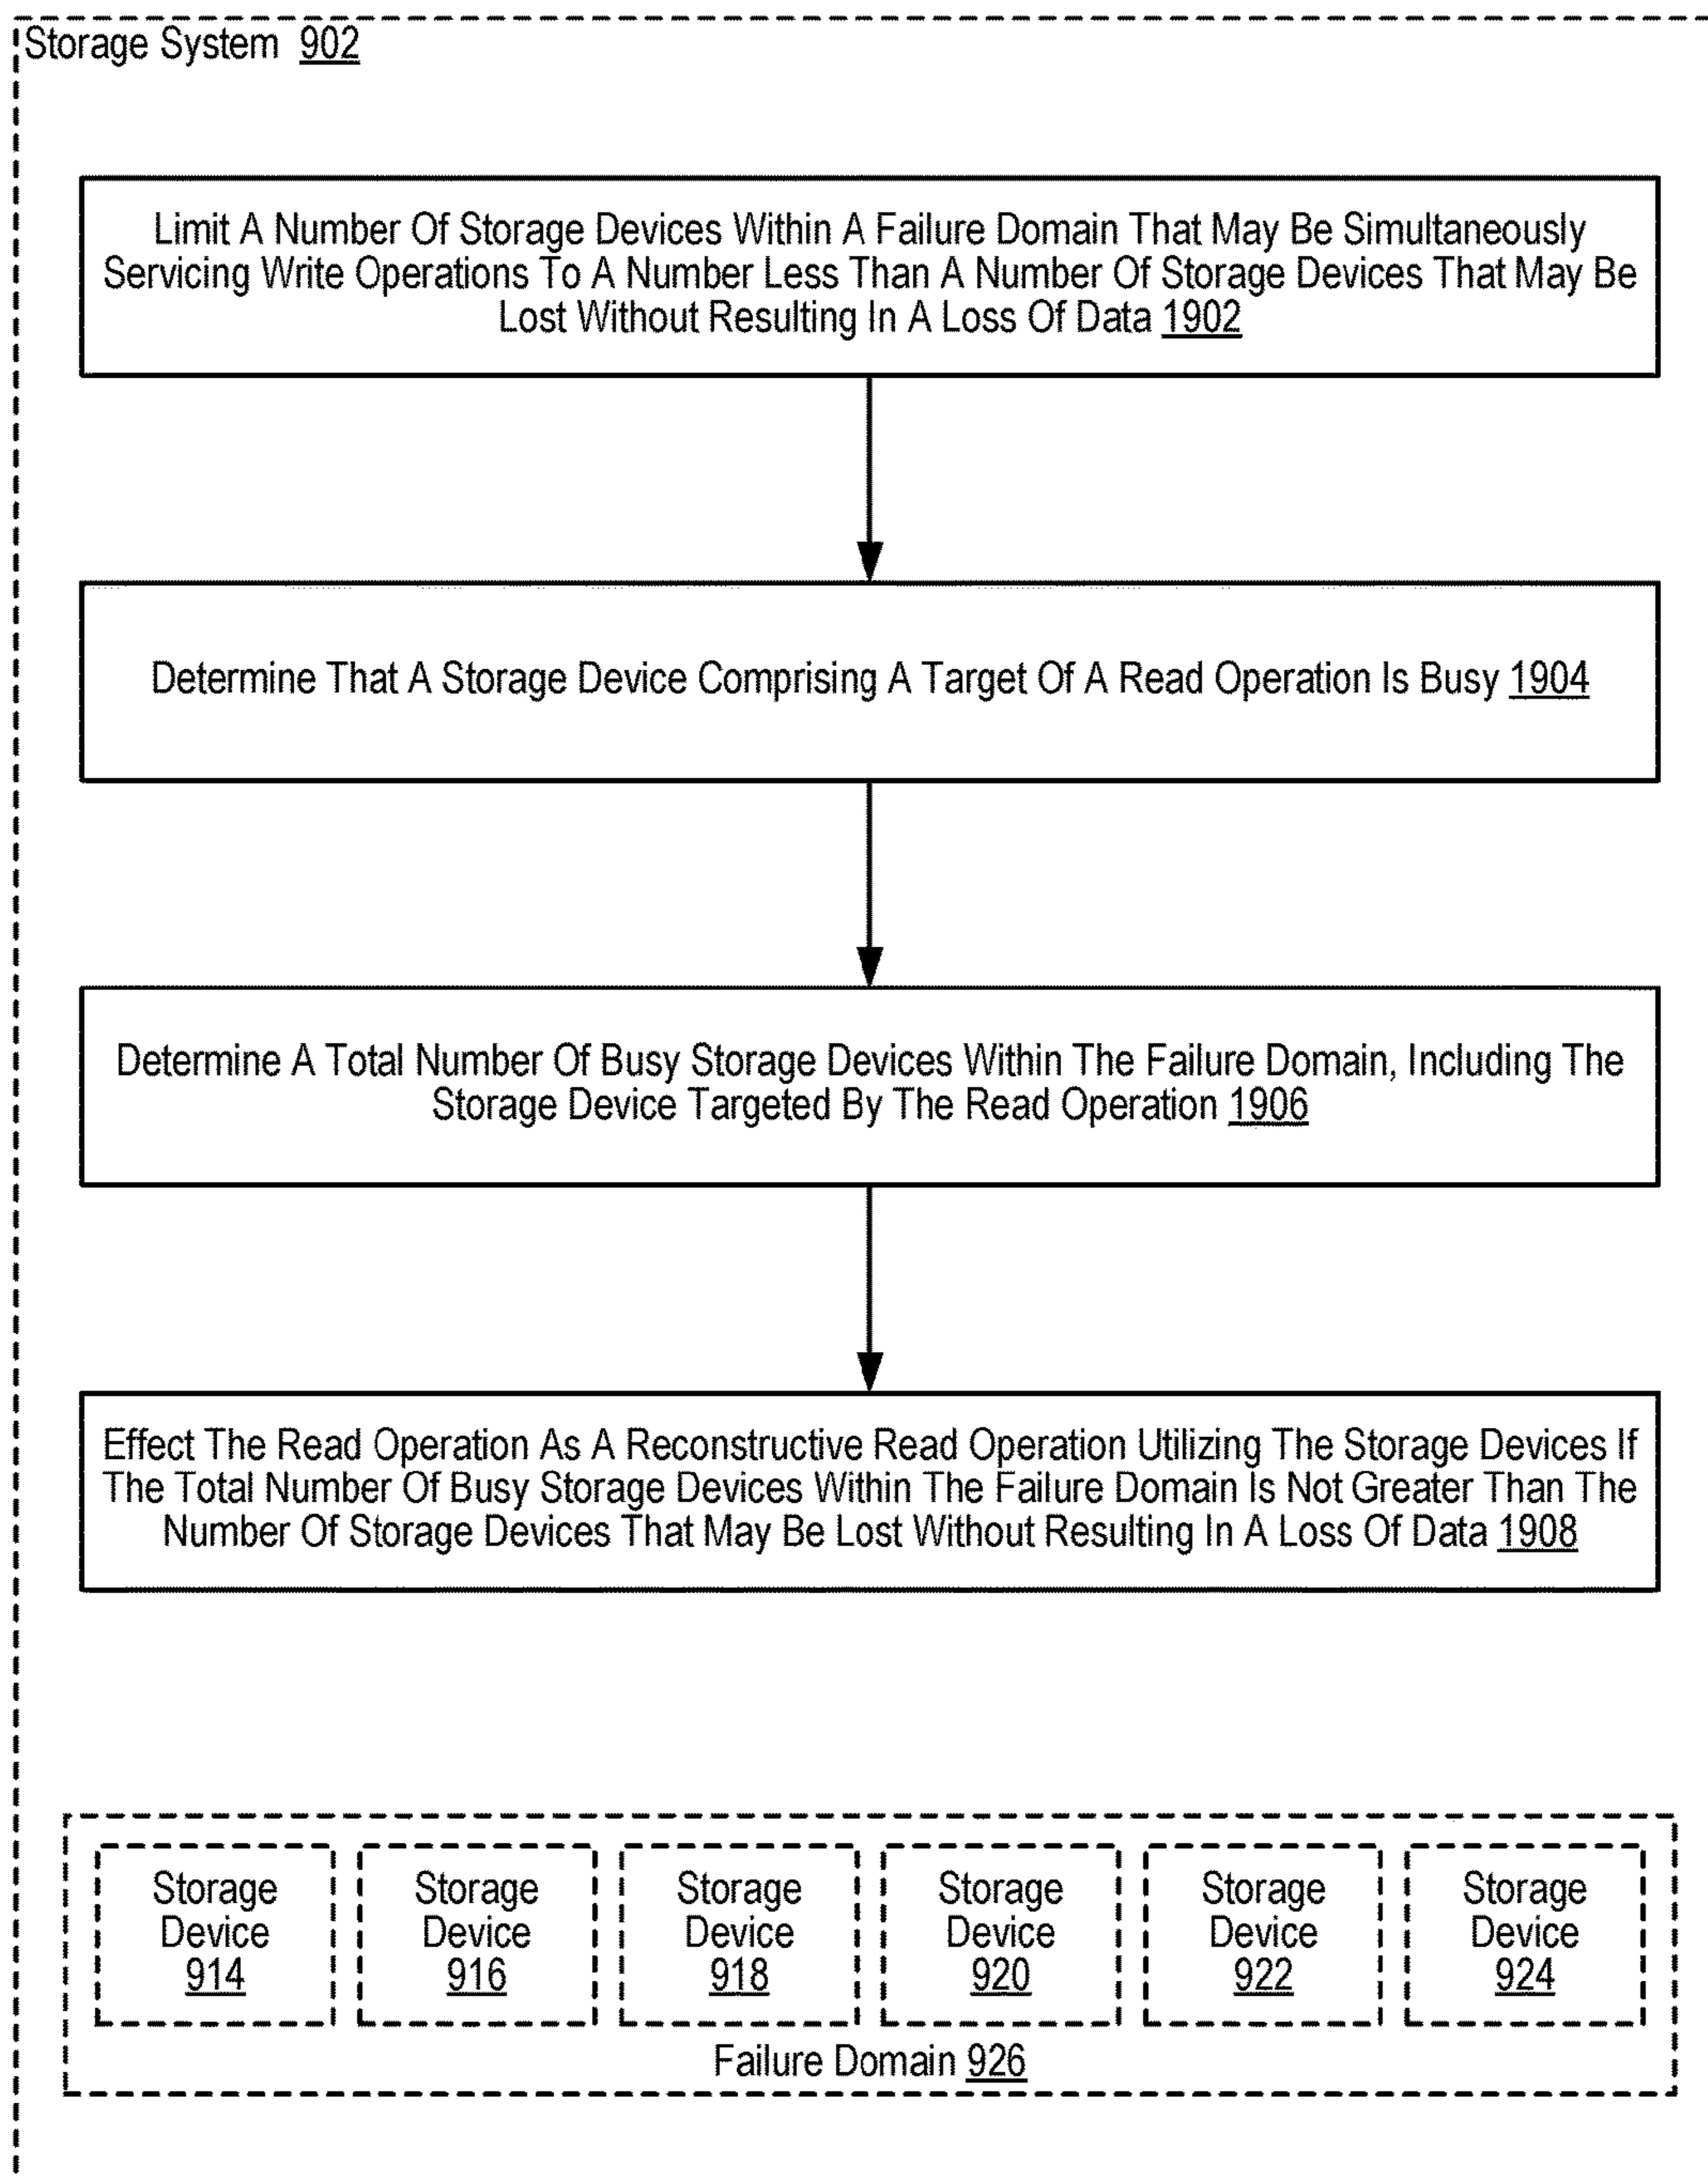 Storage System 902
Limit A Number Of Storage Devices Within A Failure Domain That May Be Simultaneously
Servicing Write Operations To A Number Less Than A Number Of Storage Devices That May Be
Lost Without Resulting In A Loss Of Data 1902
Determine That A Storage Device Comprising A Target Of A Read Operation Is Busy 1904
Determine A Total Number Of Busy Storage Devices Within The Failure Domain, Including The
Storage Device Targeted By The Read Operation 1906
Effect The Read Operation As A Reconstructive Read Operation Utilizing The Storage Devices If
The Total Number Of Busy Storage Devices Within The Failure Domain Is Not Greater Than The
Number Of Storage Devices That May Be Lost Without Resulting In A Loss Of Data 1908
Storage
Device
914
Storage
Device
916
Storage
Device
918
Storage
Device
920
Storage
Device
922
Storage
Device
924
Failure Domain 926